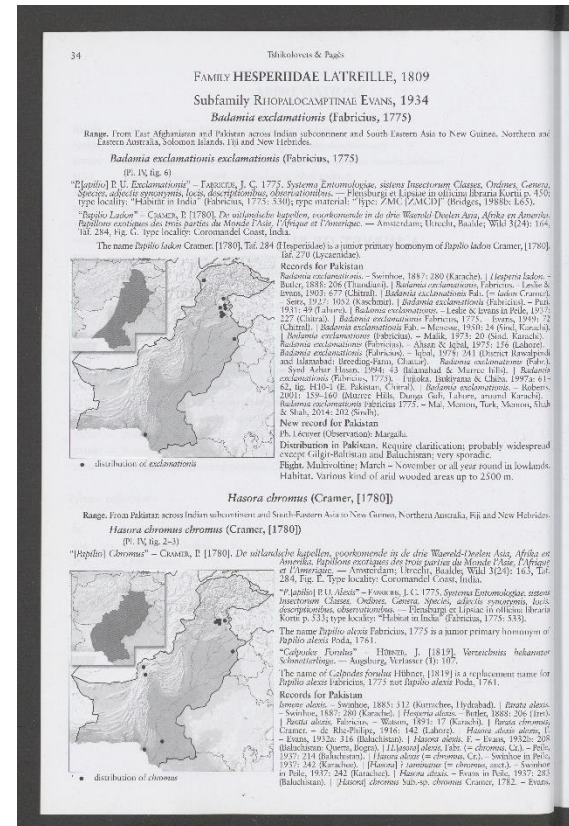 34
Tshikolovets & Pagès
FAMILY HESPERIIDAE LATREILLE, 1809
Subfamily RHOPALOCAMPTINAE EVANS, 1934
Badamia exclamationis (Fabricius, 1775)
Range. From East Afghanistan and Pakistan across Indian subcontinent and South-Eastern Asia to New Guinea, Northern and
Eastern Australia, Solomon Islands, Fiji and New Hebrides.
Badamia exclamationis exclamationis (Fabricius, 1775)
(Pl. IV, fig. 6)
"P[apilio] P. U. Exclamationis" – FABRICIUS, J. C. 1775. Systema Entomologiae, sistens Insectorum Classes, Ordines, Genera,
Species, adjectis synonymis, locis, descriptionibus, observationibus. — Flensburgi et Lipsiae in officina libraria Kortii p. 450;
type locality: "Habitat in India" (Fabricius, 1775: 530); type material: "Type: ZMC [ZMCD]" (Bridges, 1988b: I.65).
"Papilio Ladon" – CRAMER, P. [1780]. De uitlandsche kapellen, voorkomende in de drie Waereld-Deelen Asia, Afrika en Amerika.
Papillons exotiques des trois parties du Monde l'Asie, l'Afrique et l'Amerique. — Amsterdam; Utrecht, Baalde; Wild 3(24): 164,
Taf. 284, Fig. G. Type locality: Coromandel Coast, India.
The name Papilio ladon Cramer, [1780], Taf. 284 (Hesperiidae) is a junior primary homonym of Papilio ladon Cramer, [1780],
Taf. 270 (Lycaenidae).
Records for Pakistan
Badamia exclamationis. – Swinhoe, 1887: 280 (Karache). | Hesperia ladon. –
Butler, 1888: 206 (Thundiani). | Badamia exclamationis, Fabricius. – Leslie &
Evans, 1903: 677 (Chitral). | Badamia exclamationis Fab. (= ladon Cramer).
– Seitz, 1927: 1052 (Kaschmir). | Badamia exclamationis (Fabricius). – Puri,
1931: 49 (Lahore). | Badamia exclamationis. – Leslie & Evans in Peile, 1937:
227 (Chitral). | Badamia exclamationis Fabricius, 1775. – Evans, 1949: 72
(Chitral). | Badamia exclamationis Fab. – Menesse, 1950: 24 (Sind, Karachi).
| Badamia exclamationis (Fabricius). – Malik, 1973: 20 (Sind, Karachi).
Badamia exclamationis (Fabricius). – Ahsan & Iqbal, 1975: 156 (Lahore).
Badamia exclamationis (Fabricius). – Iqbal, 1978: 241 (District Rawalpindi
and Islamabad: Breeding-Farm, Chattar). Badamia exclamationis (Fabr.).
– Syed Azhar Hasan, 1994: 43 (Islamabad & Murree hills). | Badamia
exclamationis (Fabricius, 1775). – Fujioka, Tsukiyama & Chiba, 1997a: 61–
62, fig. H10-1 (E. Pakistan, Chitral). | Badamia exclamationis. – Roberts,
2001: 159–160 (Murree Hills, Dunga Gali, Lahore, around Karachi).
Badamia exclamationis Fabricius 1775. – Mal, Memon, Turk, Memon, Shah
& Shah, 2014: 202 (Sindh).
New record for Pakistan
Ph. Lécuyer (Observation): Margalla.
Distribution in Pakistan. Require clarification; probably widespread
except Gilgit-Baltistan and Baluchistan; very sporadic.
Flight. Multivoltine; March – November or all year round in lowlands.
Habitat. Various kind of arid wooded areas up to 2500 m.
• distribution of exclamationis
Hasora chromus (Cramer, [1780])
Range. From Pakistan across Indian subcontinent and South-Eastern Asia to New Guinea, Northern Australia, Fiji and New Hebrides.
Hasora chromus chromus (Cramer, [1780])
(Pl. IV, fig. 2–3)
"[Papilio] Chromus" – CRAMER, P. [1780]. De uitlandsche kapellen, voorkomende in de drie Waereld-Deelen Asia, Afrika en
Amerika. Papillons exotiques des trois parties du Monde l'Asie, l'Afrique
et l'Amerique. — Amsterdam; Utrecht, Baalde; Wild 3(24): 163, Taf.
284, Fig. E. Type locality: Coromandel Coast, India.
"P[apilio] P. U. Alexis" – FABRICIUS, J. C. 1775. Systema Entomologiae, sistens
Insectorum Classes, Ordines, Genera, Species, adjectis synonymis, locis,
descriptionibus, observationibus. — Flensburgi et Lipsiae in officina libraria
Kortii p. 533; type locality: "Habitat in India" (Fabricius, 1775: 533).
The name Papilio alexis Fabricius, 1775 is a junior primary homonym of
Papilio alexis Poda, 1761.
"Calpodes Forulus" – HÜBNER, J. [1819]. Verzeichniss bekannter
Schmetterlinge. — Augsburg, Verfasser (1): 107.
The name of Calpodes forulus Hübner, [1819] is a replacement name for
Papilio alexis Fabricius, 1775 not Papilio alexis Poda, 1761.
Records for Pakistan
Ismene alexis. – Swinhoe, 1885: 512 (Kurrachee, Hydrabad). | Parata alexis.
– Swinhoe, 1887: 280 (Karache). | Hesperia alexis. – Butler, 1888: 206 (Tret).
| Parata alexis, Fabricius. – Watson, 1891: 17 (Karachi). | Parata chromus,
Cramer. – de Rhe-Philipe, 1916: 142 (Lahore). Hasora alexis alexis, F.
– Evans, 1932a: 316 (Baluchistan). | Hasora alexis, F. – Evans, 1932b: 208
(Baluchistan: Quetta, Bogra). | H[asora] alexis, Fabr. (= chromus, Cr.). – Peile,
1937: 214 (Baluchistan). | Hasora alexis (= chromus, Cr.). – Swinhoe in Peile,
1937: 242 (Karachee). | [Hasora] ? taminatus (= chromus, auct.). – Swinhoe
in Peile, 1937: 242 (Karachee). | Hasora alexis. – Evans in Peile, 1937: 283
(Baluchistan). | [Hasora] chromus Sub.-sp. chromus Cramer, 1782. – Evans,
• distribution of chromus